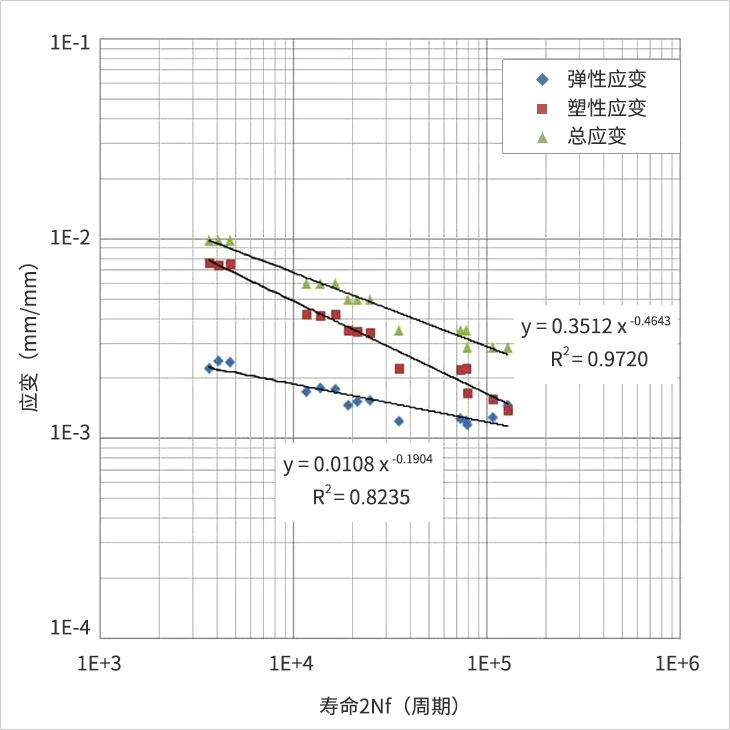 1E-1
弹性应变
塑性应变
总应变
1E-2
y = 0.3512 x -0.4643
R2 = 0.9720
应变（mm/mm）
1E-3
y = 0.0108 x -0.1904
R2 = 0.8235
1E-4
1E+3 1E+4 1E+5 1E+6
寿命2Nf（周期）